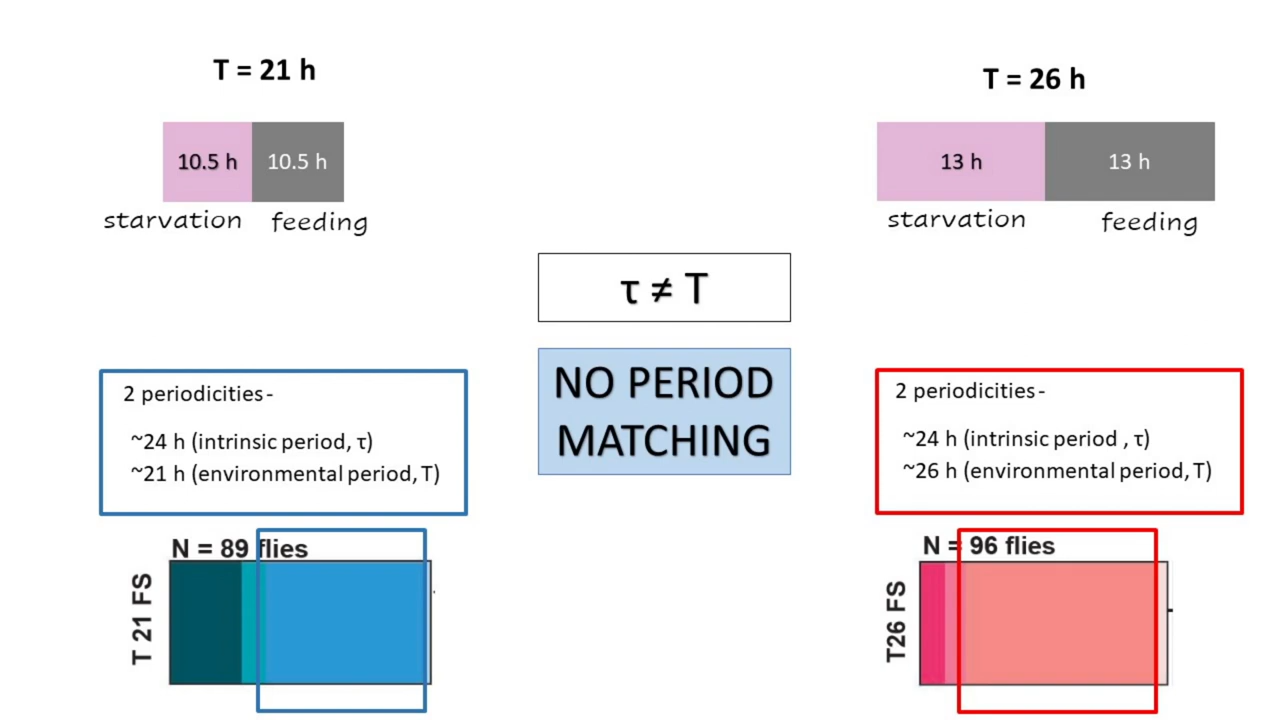 T = 21 h
10.5 h
10.5 h
starvation
feeding
T = 26 h
13 h
13 h
starvation
feeding
τ ≠ T
NO PERIOD
MATCHING
2 periodicities -
~24 h (intrinsic period, τ)
~21 h (environmental period, T)
2 periodicities -
~24 h (intrinsic period , τ)
~26 h (environmental period, T)
N = 89 flies
T 21 FS
N = 96 flies
T26 FS